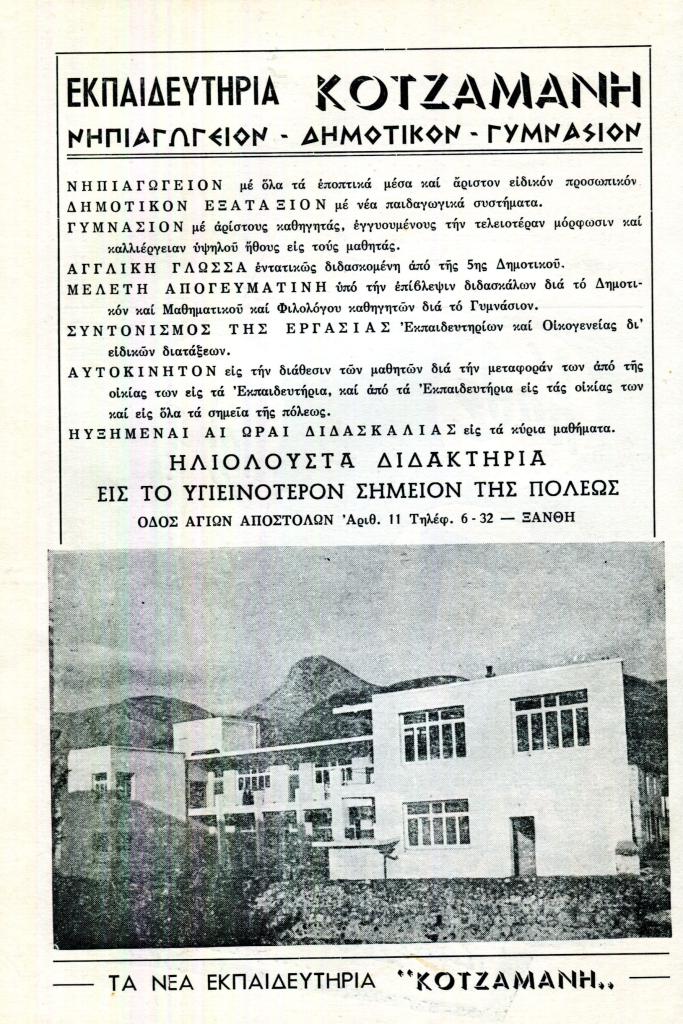 ΕΚΠΑΙΔΕΥΤΗΡΙΑ ΚΟΤΖΑΜΑΝΗ
ΝΗΠΙΑΓΩΓΕΙΟΝ - ΔΗΜΟΤΙΚΟΝ - ΓΥΜΝΑΣΙΟΝ
ΝΗΠΙΑΓΩΓΕΙΟΝ μέ ὅλα τά ἐποπτικά μέσα καί ἄριστον εἰδικόν προσωπικόν
ΔΗΜΟΤΙΚΟΝ ΕΞΑΤΑΞΙΟΝ μέ νέα παιδαγωγικά συστήματα.
ΓΥΜΝΑΣΙΟΝ μέ ἀρίστους καθηγητάς, ἐγγυουμένους τήν τελειοτέραν μόρφωσιν καί
καλλιέργειαν ὑψηλοῦ ἤθους εἰς τούς μαθητάς.
ΑΓΓΛΙΚΗ ΓΛΩΣΣΑ ἐντατικῶς διδασκομένη ἀπό τῆς 5ης Δημοτικοῦ.
ΜΕΛΕΤΗ ΑΠΟΓΕΥΜΑΤΙΝΗ ὑπό τήν ἐπίβλεψιν διδασκάλων διά τό Δημοτι-
κόν καί Μαθηματικοῦ καί Φιλολόγου καθηγητῶν διά τό Γυμνάσιον.
ΣΥΝΤΟΝΙΣΜΟΣ ΤΗΣ ΕΡΓΑΣΙΑΣ Ἐκπαιδευτηρίων καί Οἰκογενείας δι'
εἰδικῶν διατάξεων.
ΑΥΤΟΚΙΝΗΤΟΝ εἰς τήν διάθεσιν τῶν μαθητῶν διά τήν μεταφοράν των ἀπό τῆς
οἰκίας των εἰς τά Ἐκπαιδευτήρια, καί ἀπό τά Ἐκπαιδευτήρια εἰς τάς οἰκίας των
καί εἰς ὅλα τά σημεῖα τῆς πόλεως.
ΗΥΞΗΜΕΝΑΙ ΑΙ ΩΡΑΙ ΔΙΔΑΣΚΑΛΙΑΣ εἰς τά κύρια μαθήματα.
ΗΛΙΟΛΟΥΣΤΑ ΔΙΔΑΚΤΗΡΙΑ
ΕΙΣ ΤΟ ΥΓΙΕΙΝΟΤΕΡΟΝ ΣΗΜΕΙΟΝ ΤΗΣ ΠΟΛΕΩΣ
ΟΔΟΣ ΑΓΙΩΝ ΑΠΟΣΤΟΛΩΝ Ἀριθ. 11 Τηλέφ. 6-32 — ΞΑΝΘΗ
— ΤΑ ΝΕΑ ΕΚΠΑΙΔΕΥΤΗΡΙΑ “ΚΟΤΖΑΜΑΝΗ„ —